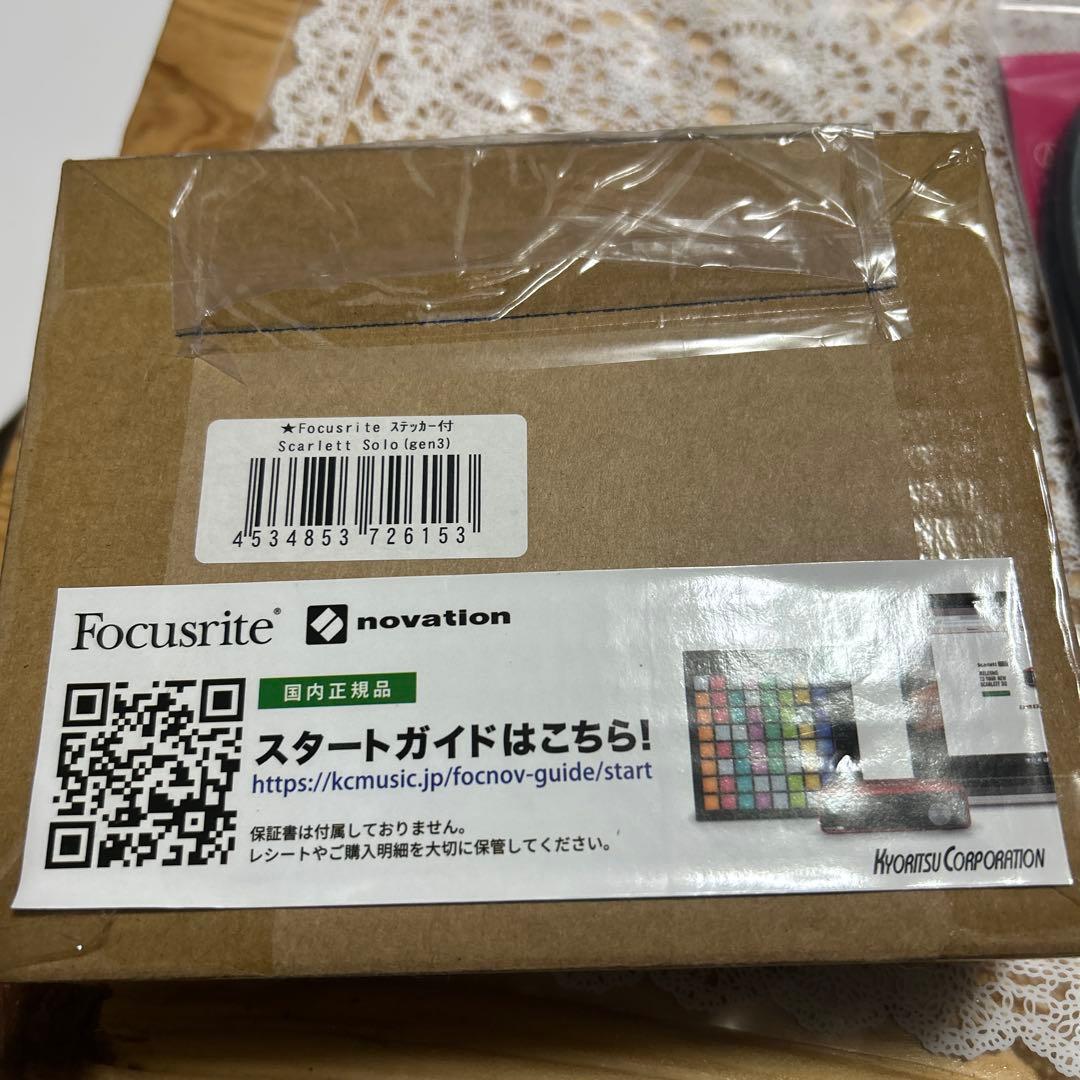 ★Focusrite ステッカー付
Scarlett Solo(gen3)
4534853 726153
Focusrite®
novation
国内正規品
スタートガイドはこちら!
https://kcmusic.jp/focnov-guide/start
保証書は付属しておりません。
レシートやご購入明細を大切に保管してください。
KYORITSU CORPORATION